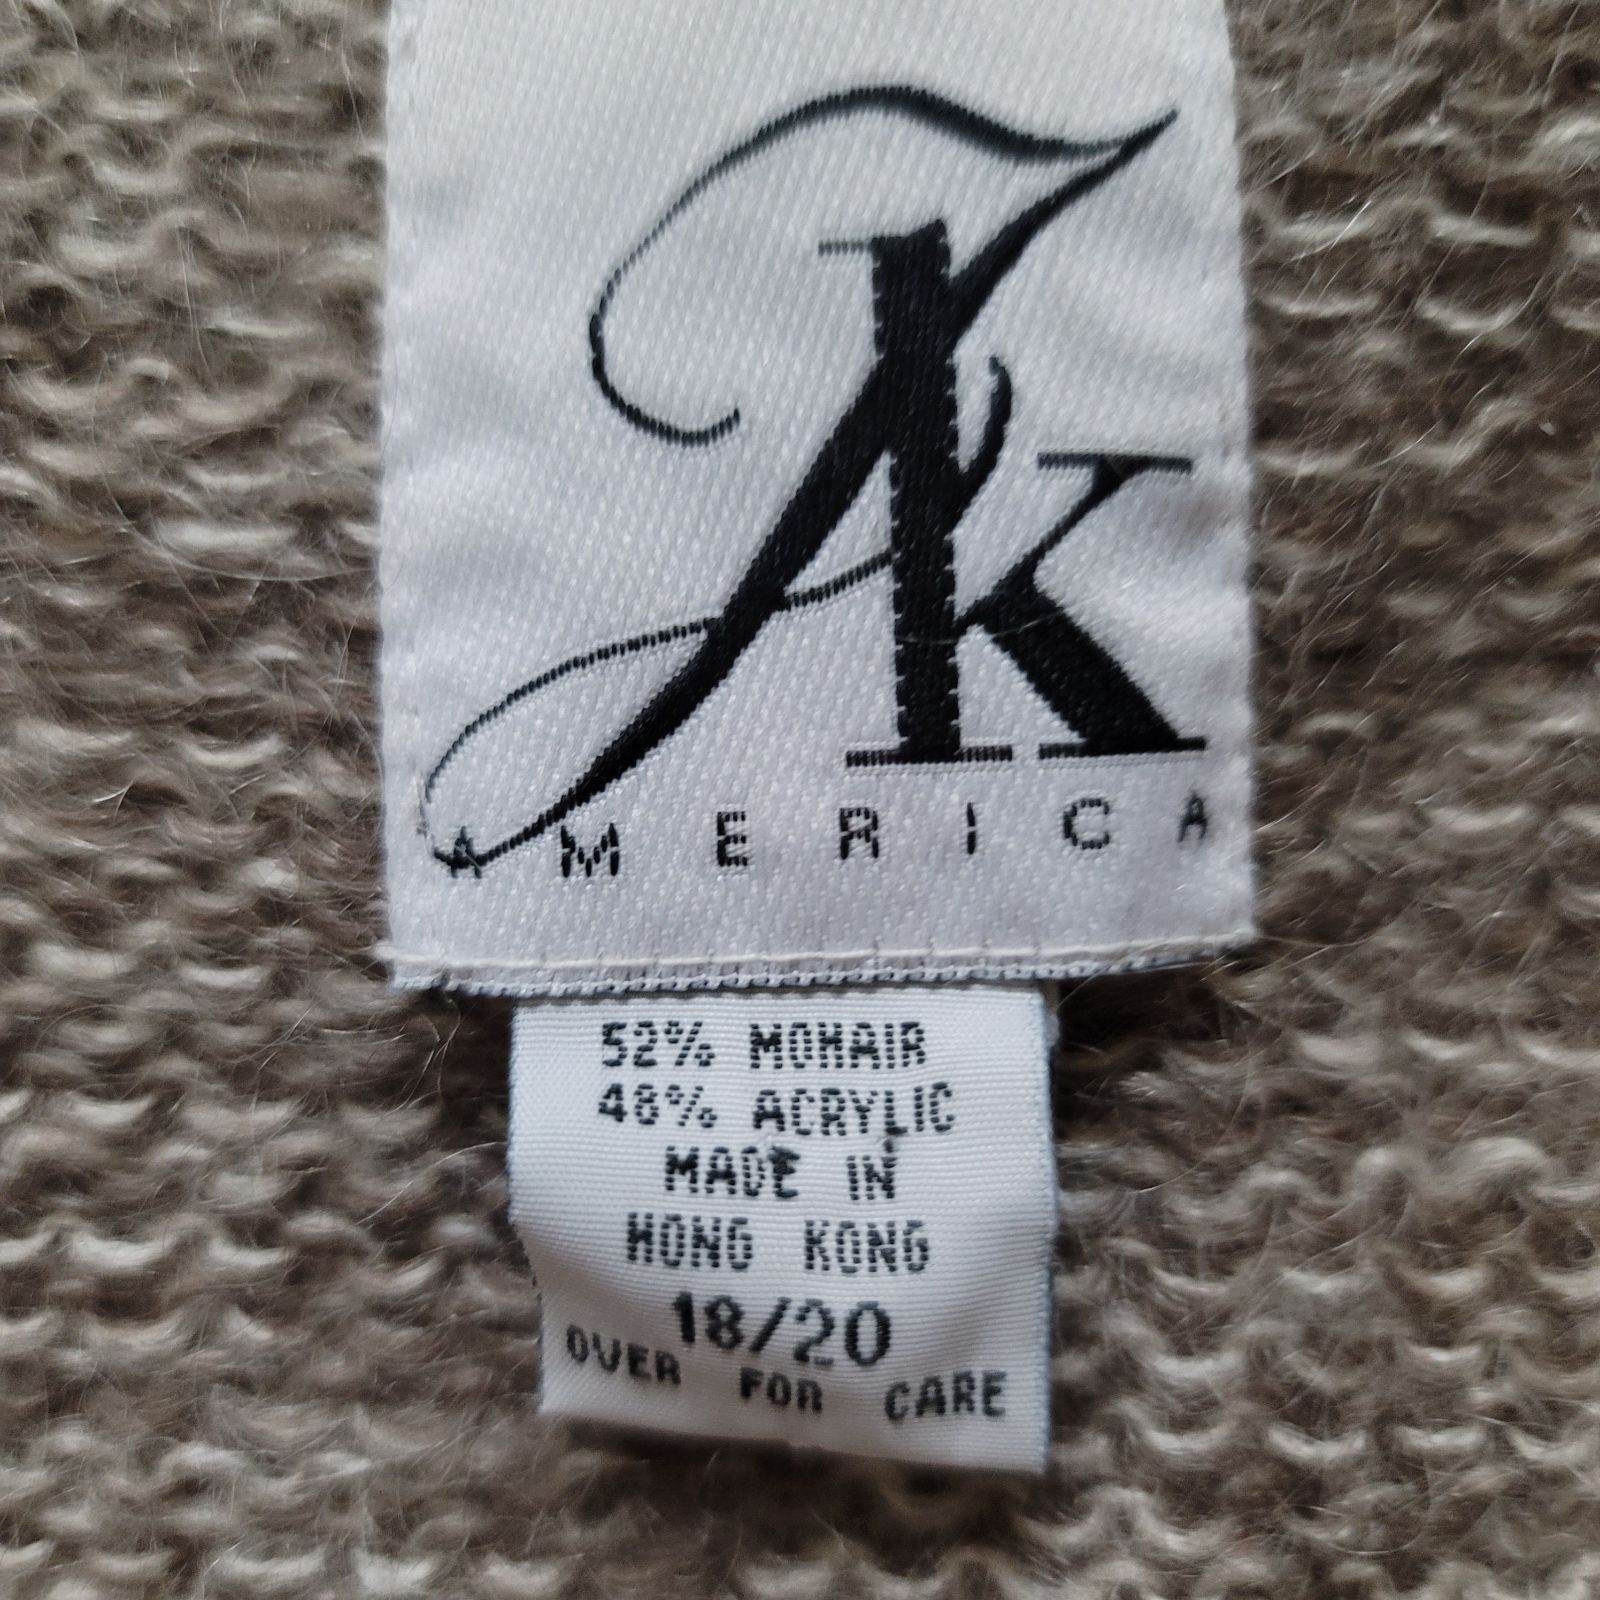 Ak
AMERICA
52% MOHAIR
48% ACRYLIC
MADE IN
HONG KONG
18/20
OVER FOR CARE